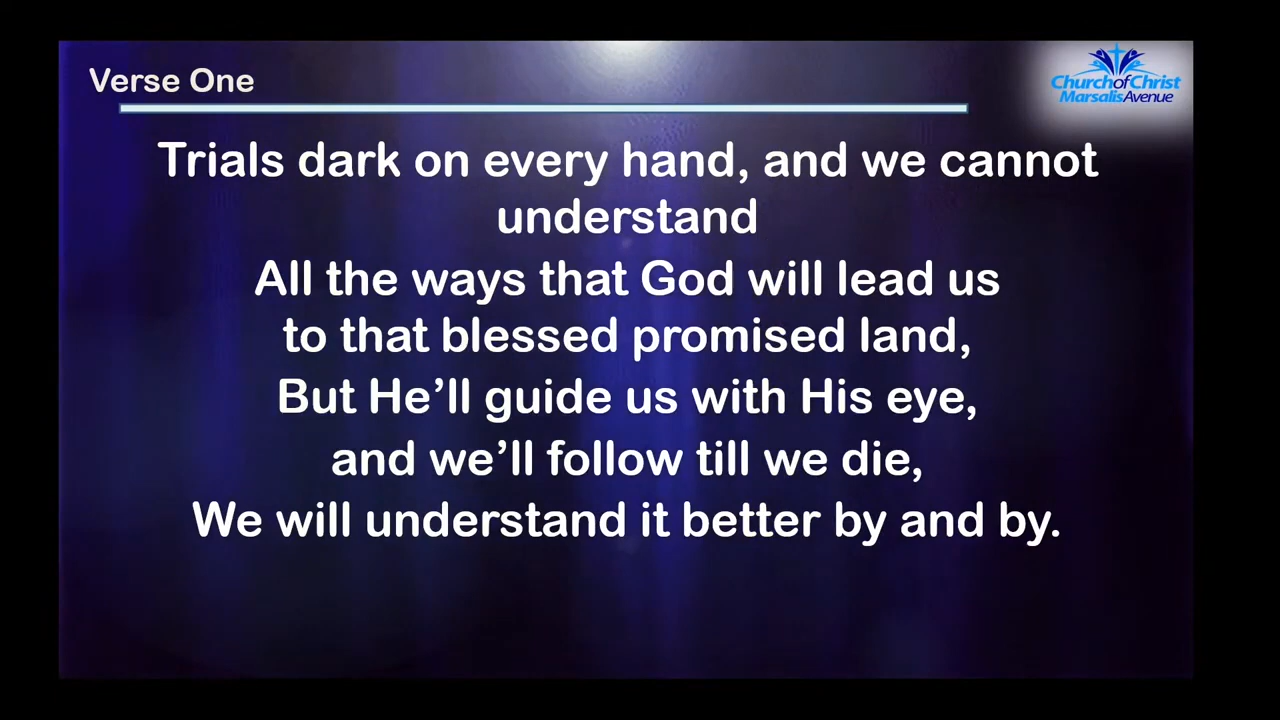 Verse One
Church of Christ
Marsalis Avenue
Trials dark on every hand, and we cannot
understand
All the ways that God will lead us
to that blessed promised land,
But He’ll guide us with His eye,
and we’ll follow till we die,
We will understand it better by and by.